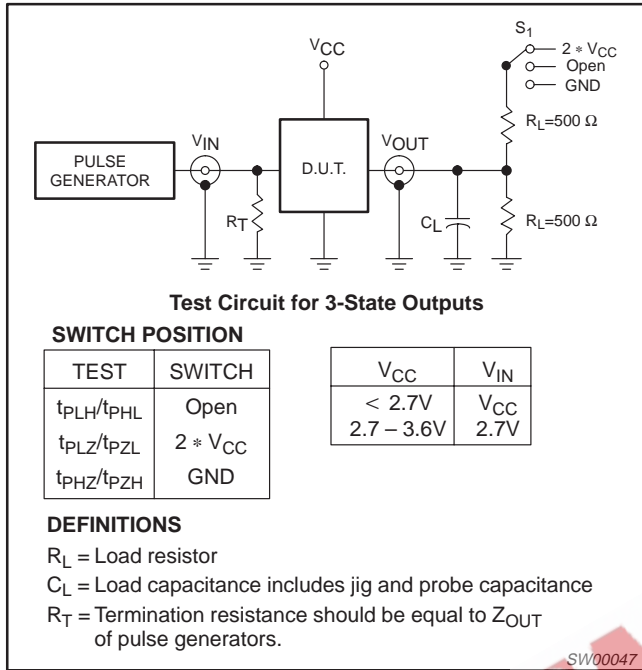 S1
2 * VCC
Open
GND
VCC
RL=500 Ω
VIN
VOUT
PULSE
GENERATOR
D.U.T.
RT
CL
RL=500 Ω
Test Circuit for 3-State Outputs
SWITCH POSITION
TEST SWITCH
tPLH/tPHL Open
tPLZ/tPZL 2 * VCC
tPHZ/tPZH GND
VCC VIN
< 2.7V VCC
2.7 – 3.6V 2.7V
DEFINITIONS
RL = Load resistor
CL = Load capacitance includes jig and probe capacitance
RT = Termination resistance should be equal to ZOUT
of pulse generators.
SW00047